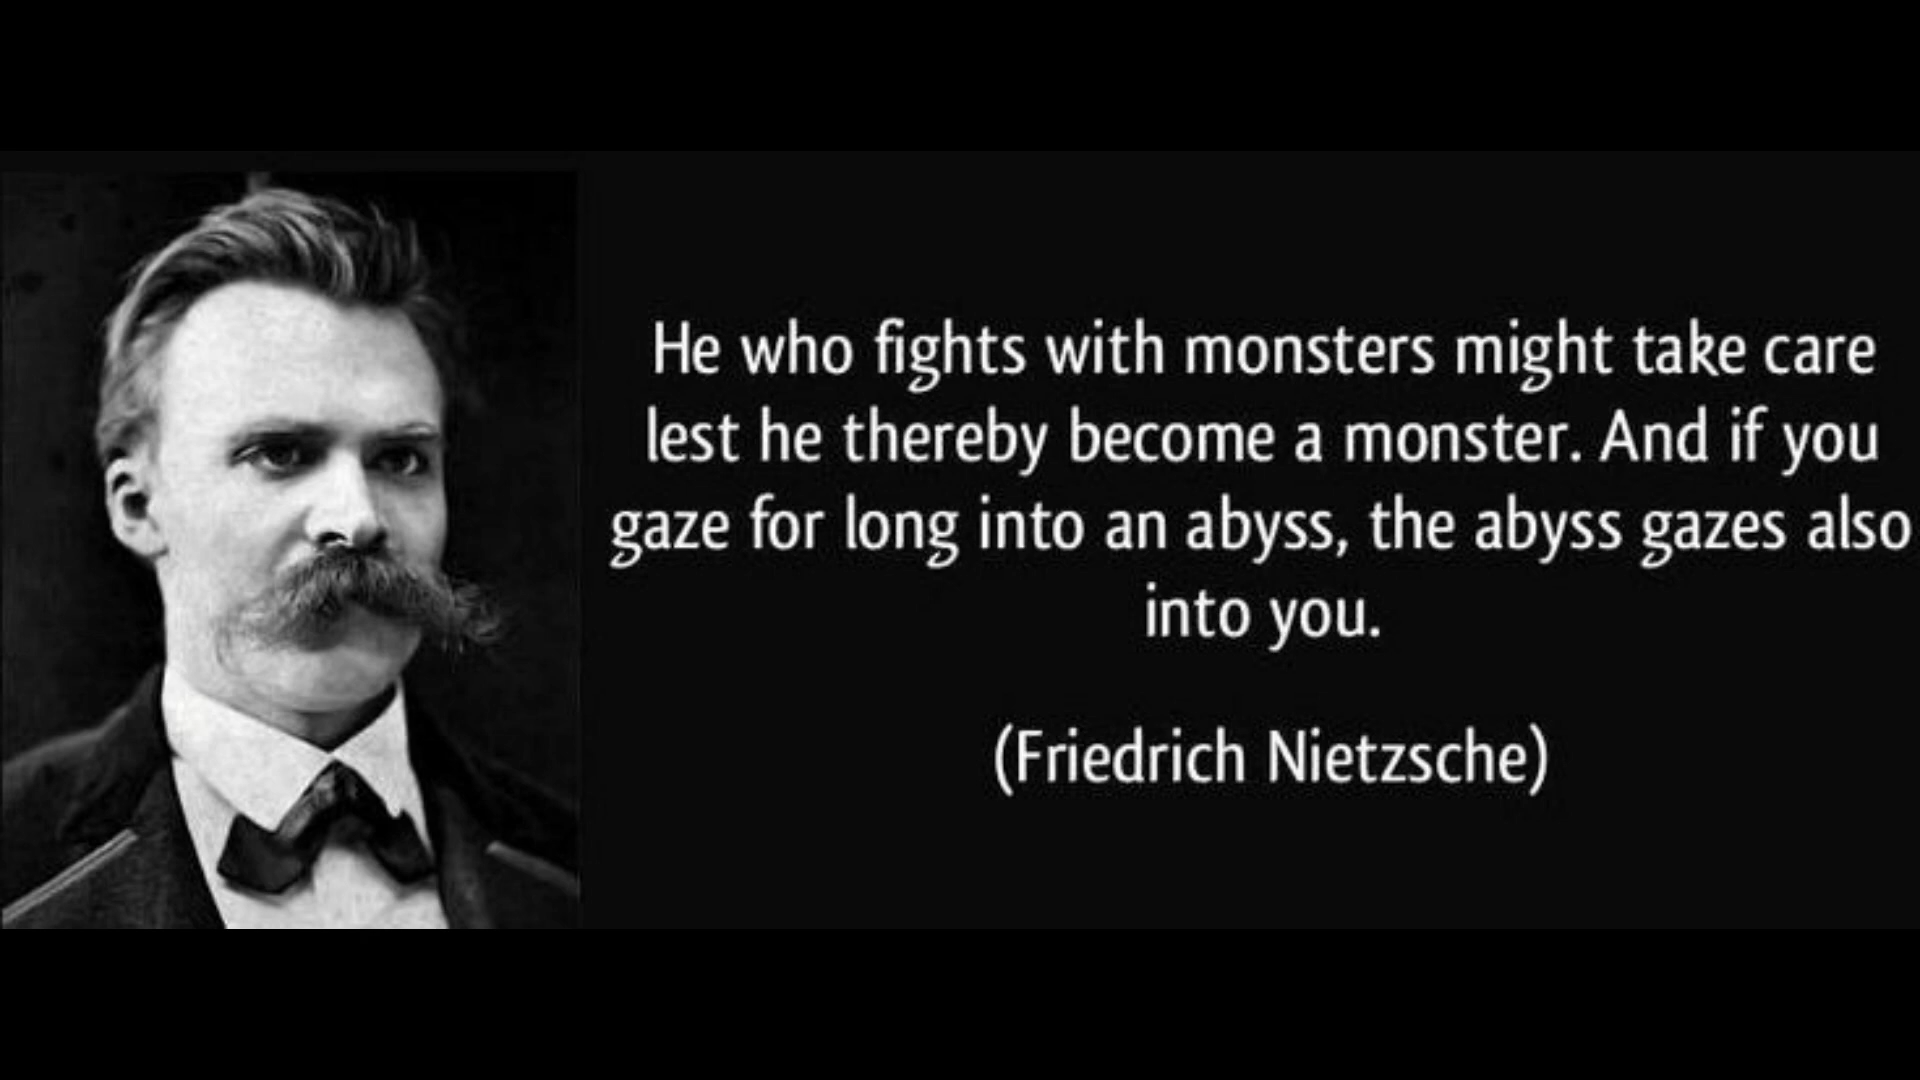 He who fights with monsters might take care
lest he thereby become a monster. And if you
gaze for long into an abyss, the abyss gazes also
into you.
(Friedrich Nietzsche)